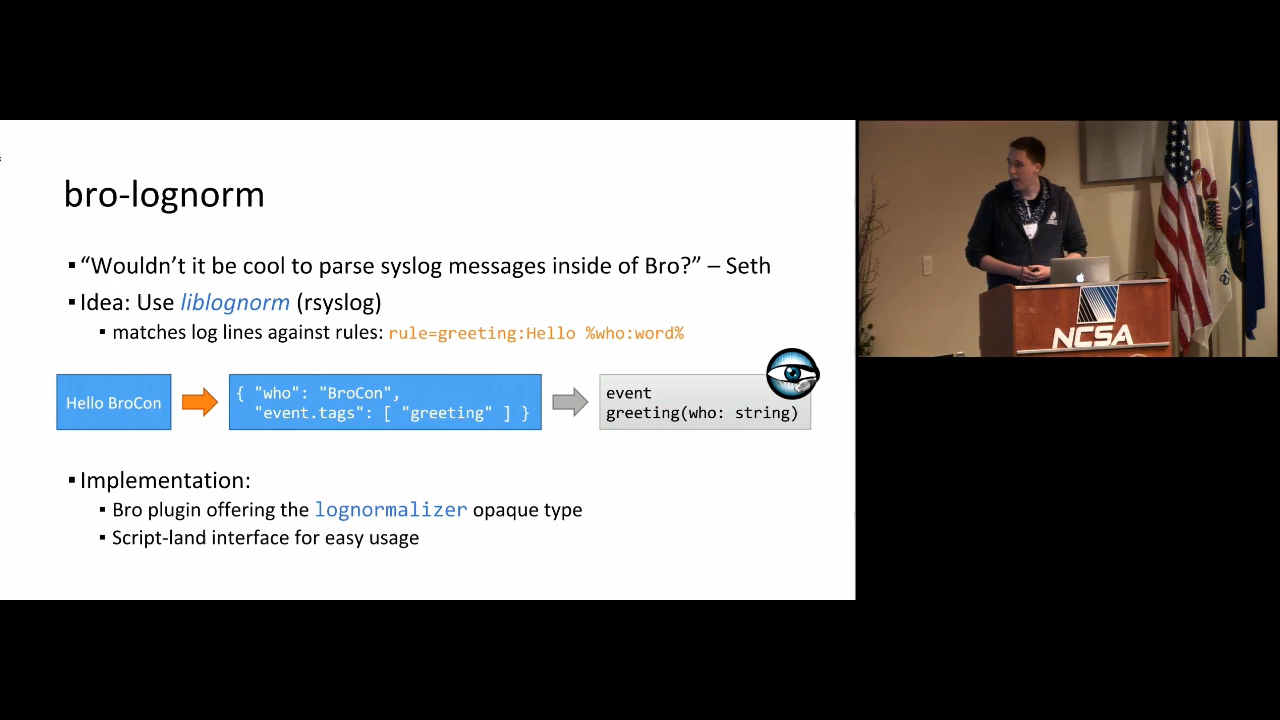 bro-lognorm
▪ “Wouldn’t it be cool to parse syslog messages inside of Bro?” – Seth
▪ Idea: Use liblognorm (rsyslog)
▪ matches log lines against rules: rule=greeting:Hello %who:word%
Hello BroCon
{ "who": "BroCon",
"event.tags": [ "greeting" ] }
event
greeting(who: string)
▪ Implementation:
▪ Bro plugin offering the lognormalizer opaque type
▪ Script-land interface for easy usage
NCSA